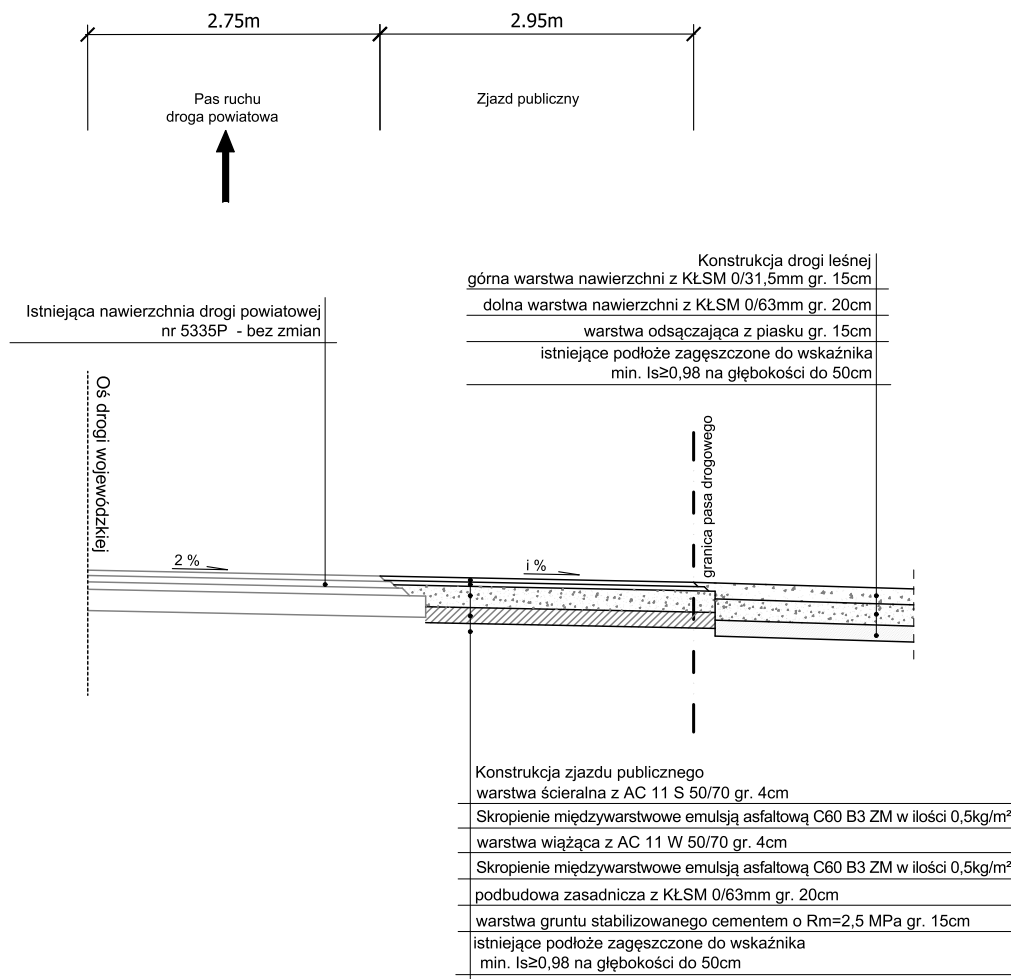 2.75m
2.95m
Pas ruchu
droga powiatowa
Zjazd publiczny
Konstrukcja drogi leśnej
górna warstwa nawierzchni z KŁSM 0/31,5mm gr. 15cm
dolna warstwa nawierzchni z KŁSM 0/63mm gr. 20cm
warstwa odsączająca z piasku gr. 15cm
istniejące podłoże zagęszczone do wskaźnika
min. Is≥0,98 na głębokości do 50cm
Istniejąca nawierzchnia drogi powiatowej
nr 5335P - bez zmian
Oś drogi wojewódzkiej
granica pasa drogowego
2 %
i %
Konstrukcja zjazdu publicznego
warstwa ścieralna z AC 11 S 50/70 gr. 4cm
Skropienie międzywarstwowe emulsją asfaltową C60 B3 ZM w ilości 0,5kg/m²
warstwa wiążąca z AC 11 W 50/70 gr. 4cm
Skropienie międzywarstwowe emulsją asfaltową C60 B3 ZM w ilości 0,5kg/m²
podbudowa zasadnicza z KŁSM 0/63mm gr. 20cm
warstwa gruntu stabilizowanego cementem o Rm=2,5 MPa gr. 15cm
istniejące podłoże zagęszczone do wskaźnika
min. Is≥0,98 na głębokości do 50cm